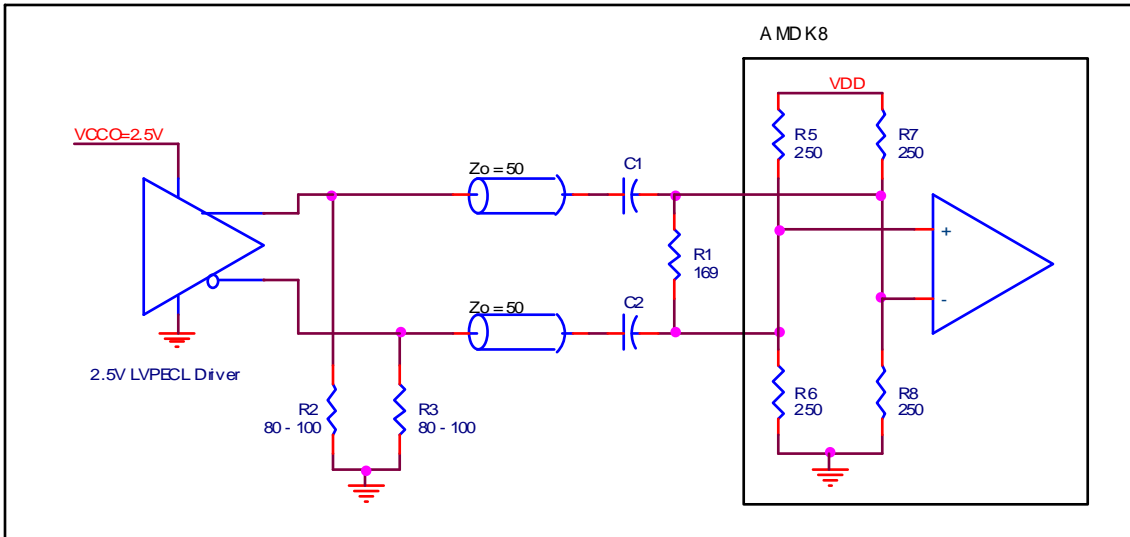 AMDK8
VDD
VCCO=2.5V
R5
250
R7
250
Zo = 50
C1
R1
169
+
-
Zo = 50
C2
2.5V LVPECL Driver
R2
80 - 100
R3
80 - 100
R6
250
R8
250